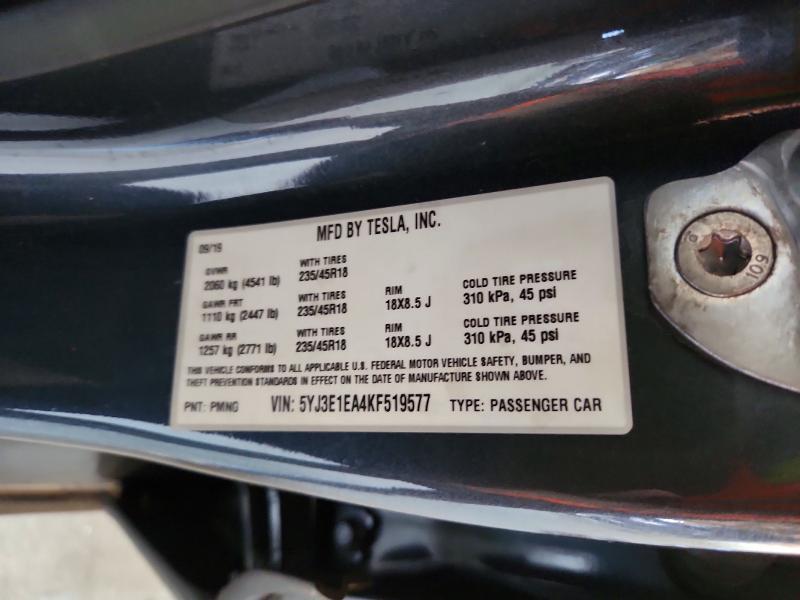 MFD BY TESLA, INC.
09/19
GVWR WITH TIRES
2060 kg (4541 lb) 235/45R18
GAWR FRT WITH TIRES RIM COLD TIRE PRESSURE
1110 kg (2447 lb) 235/45R18 18X8.5 J 310 kPa, 45 psi
GAWR RR WITH TIRES RIM COLD TIRE PRESSURE
1257 kg (2771 lb) 235/45R18 18X8.5 J 310 kPa, 45 psi
THIS VEHICLE CONFORMS TO ALL APPLICABLE U.S. FEDERAL MOTOR VEHICLE SAFETY, BUMPER, AND
THEFT PREVENTION STANDARDS IN EFFECT ON THE DATE OF MANUFACTURE SHOWN ABOVE.
PNT: PMNG VIN: 5YJ3E1EA4KF519577 TYPE: PASSENGER CAR